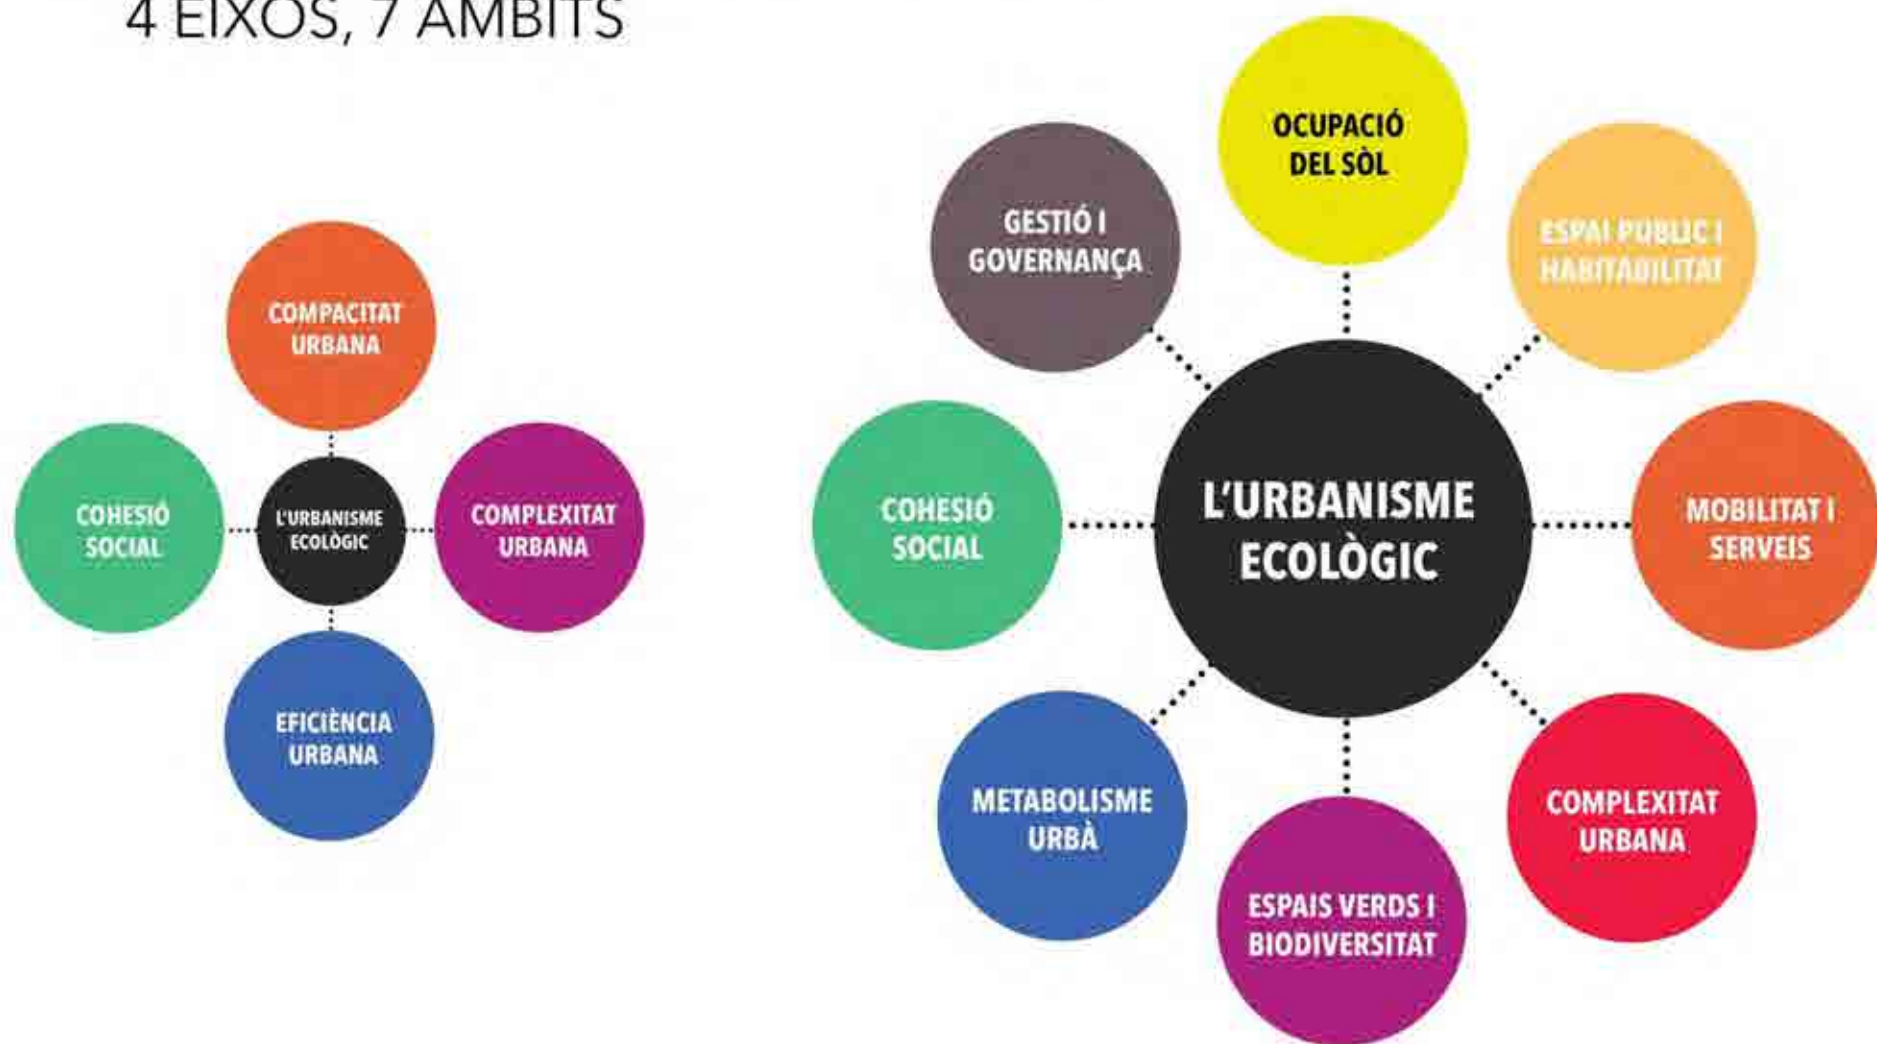 4 EIXOS, 7 ÀMBITS
COMPACITAT
URBANA
COHESIÓ
SOCIAL
L'URBANISME
ECOLÒGIC
COMPLEXITAT
URBANA
EFICIÈNCIA
URBANA
OCUPACIÓ
DEL SÒL
GESTIÓ I
GOVERNANÇA
ESPAI PÚBLIC I
HABITABILITAT
COHESIÓ
SOCIAL
L'URBANISME
ECOLÒGIC
MOBILITAT I
SERVEIS
METABOLISME
URBÀ
COMPLEXITAT
URBANA
ESPAIS VERDS I
BIODIVERSITAT